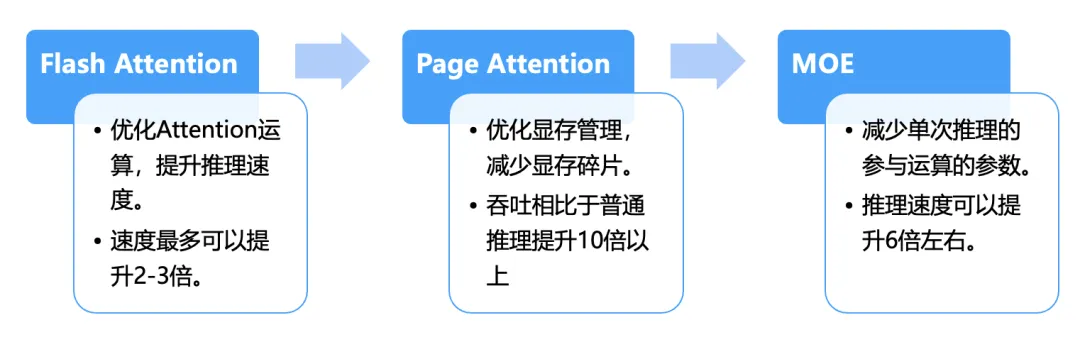 Flash Attention
• 优化Attention运
算，提升推理速
度。
• 速度最多可以提
升2-3倍。
Page Attention
• 优化显存管理，
减少显存碎片。
• 吞吐相比于普通
推理提升10倍以
上
MOE
• 减少单次推理的
参与运算的参数。
• 推理速度可以提
升6倍左右。